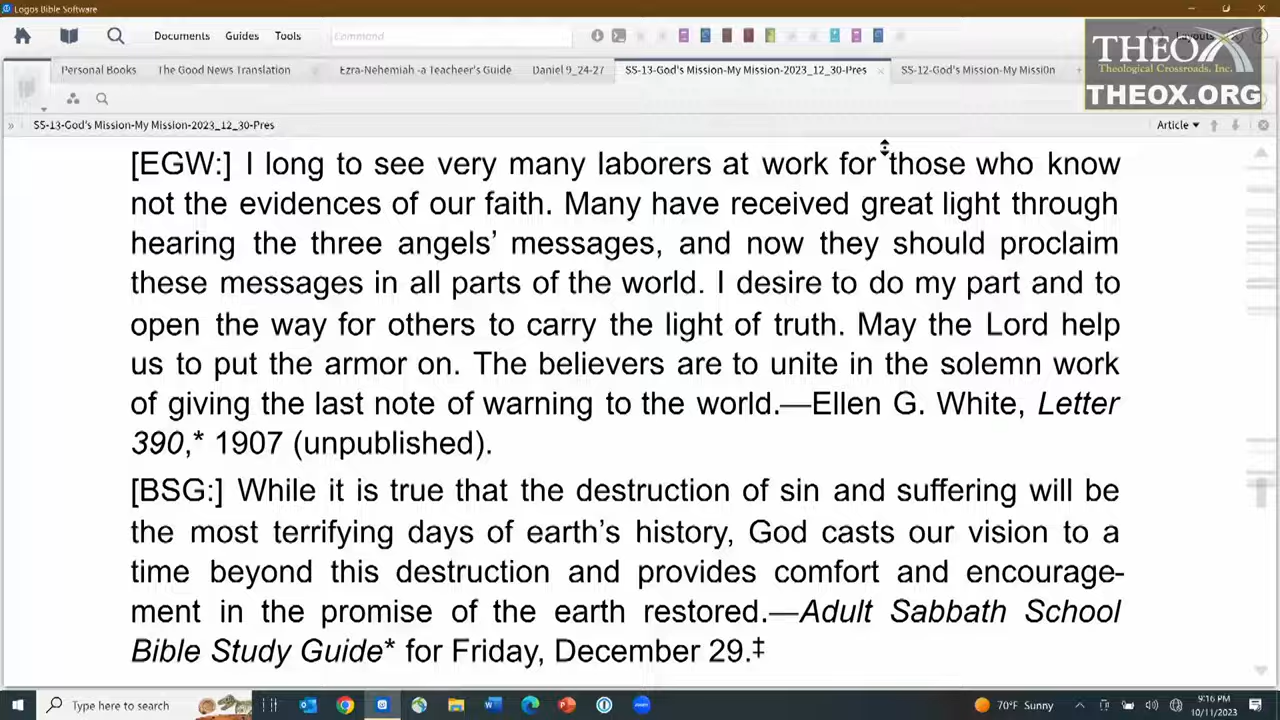 Logos Bible Software
Documents Guides Tools Command Layouts
THEOX
Theological Crossroads, Inc.
THEOX.ORG
Personal Books The Good News Translation Ezra-Nehemiah Guide Daniel 9_24-27 SS-13-God's Mission-My Mission-2023_12_30-Pres SS-12-God's Mission-My Missi0n
SS-13-God's Mission-My Mission-2023_12_30-Pres Article
[EGW:] I long to see very many laborers at work for those who know
not the evidences of our faith. Many have received great light through
hearing the three angels’ messages, and now they should proclaim
these messages in all parts of the world. I desire to do my part and to
open the way for others to carry the light of truth. May the Lord help
us to put the armor on. The believers are to unite in the solemn work
of giving the last note of warning to the world.—Ellen G. White, Letter
390,* 1907 (unpublished).
[BSG:] While it is true that the destruction of sin and suffering will be
the most terrifying days of earth’s history, God casts our vision to a
time beyond this destruction and provides comfort and encourage-
ment in the promise of the earth restored.—Adult Sabbath School
Bible Study Guide* for Friday, December 29.‡
Type here to search 70°F Sunny 9:16 PM
10/11/2023